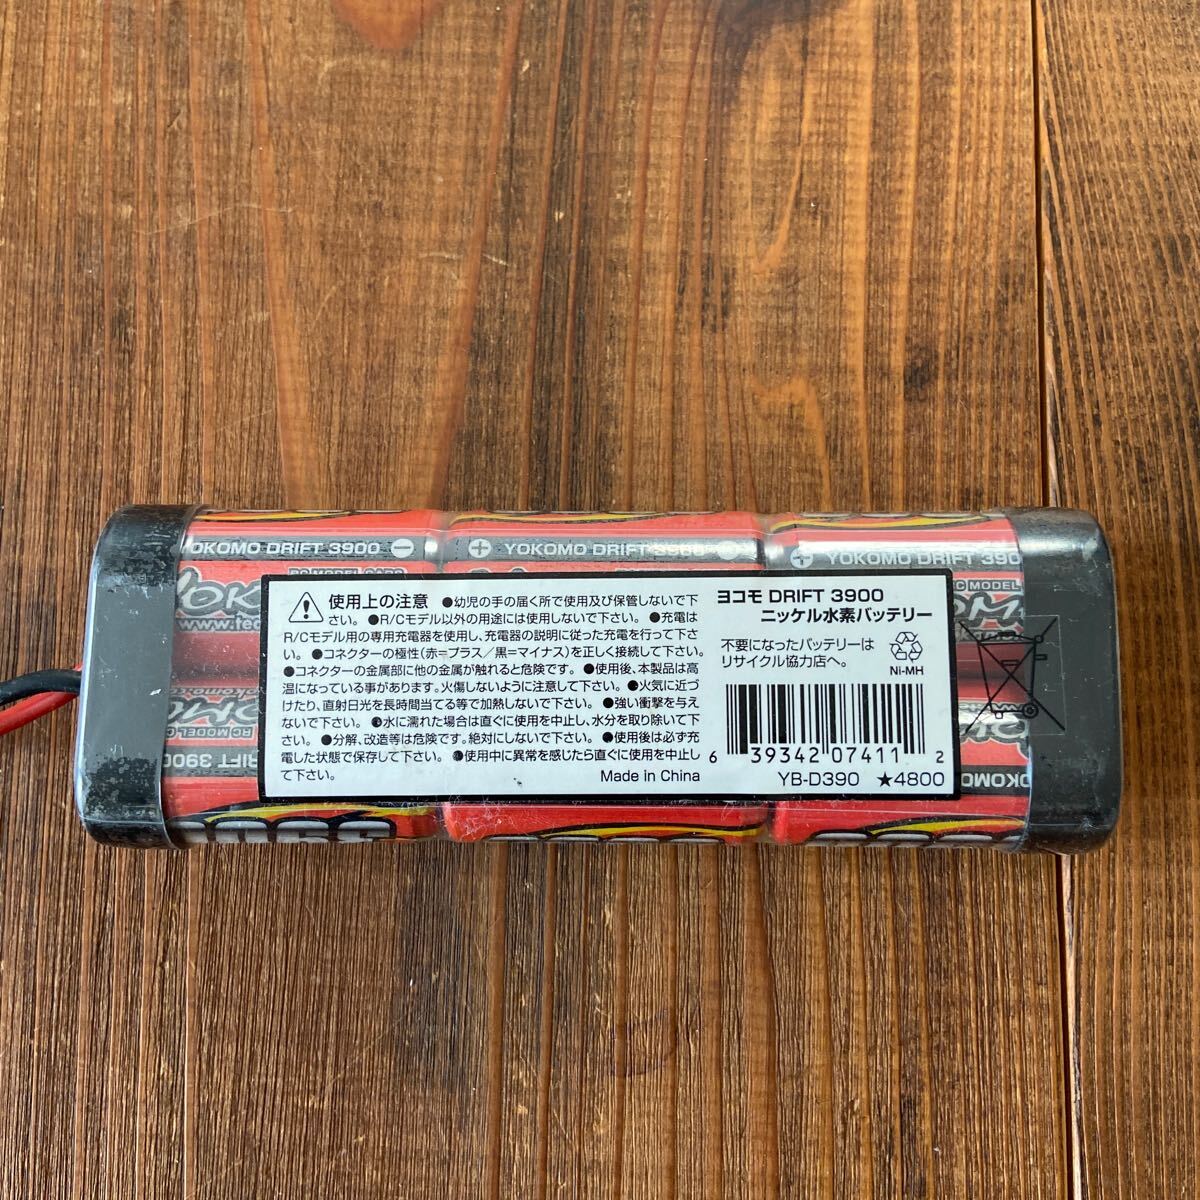 YOKOMO DRIFT 3900
YOKOMO DRIFT
YOKOMO DRIFT 390
RC MODEL CARS
RC MODEL
使用上の注意 ●幼児の手の届く所で使用及び保管しないで下
さい。●R/Cモデル以外の用途には使用しないで下さい。●充電は
R/Cモデル用の専用充電器を使用し、充電器の説明に従った充電を行って下さ
い。●コネクターの極性(赤=プラス/黒=マイナス)を正しく接続して下さい。
●コネクターの金属部に他の金属が触れると危険です。●使用後、本製品は高
温になっている事があります。火傷しないように注意して下さい。●火気に近づ
けたり、直射日光を長時間当てる等で加熱しないで下さい。●強い衝撃を与え
ないで下さい。●水に濡れた場合は直ぐに使用を中止し、水分を取り除いて下
さい。●分解、改造等は危険です。絶対にしないで下さい。●使用後は必ず充
電した状態で保存して下さい。●使用中に異常を感じたら直ぐに使用を中止し
て下さい。
Made in China
ヨコモ DRIFT 3900
ニッケル水素バッテリー
不要になったバッテリーは
リサイクル協力店へ。
Ni-MH
6 39342 07411 2
YB-D390 ★4800